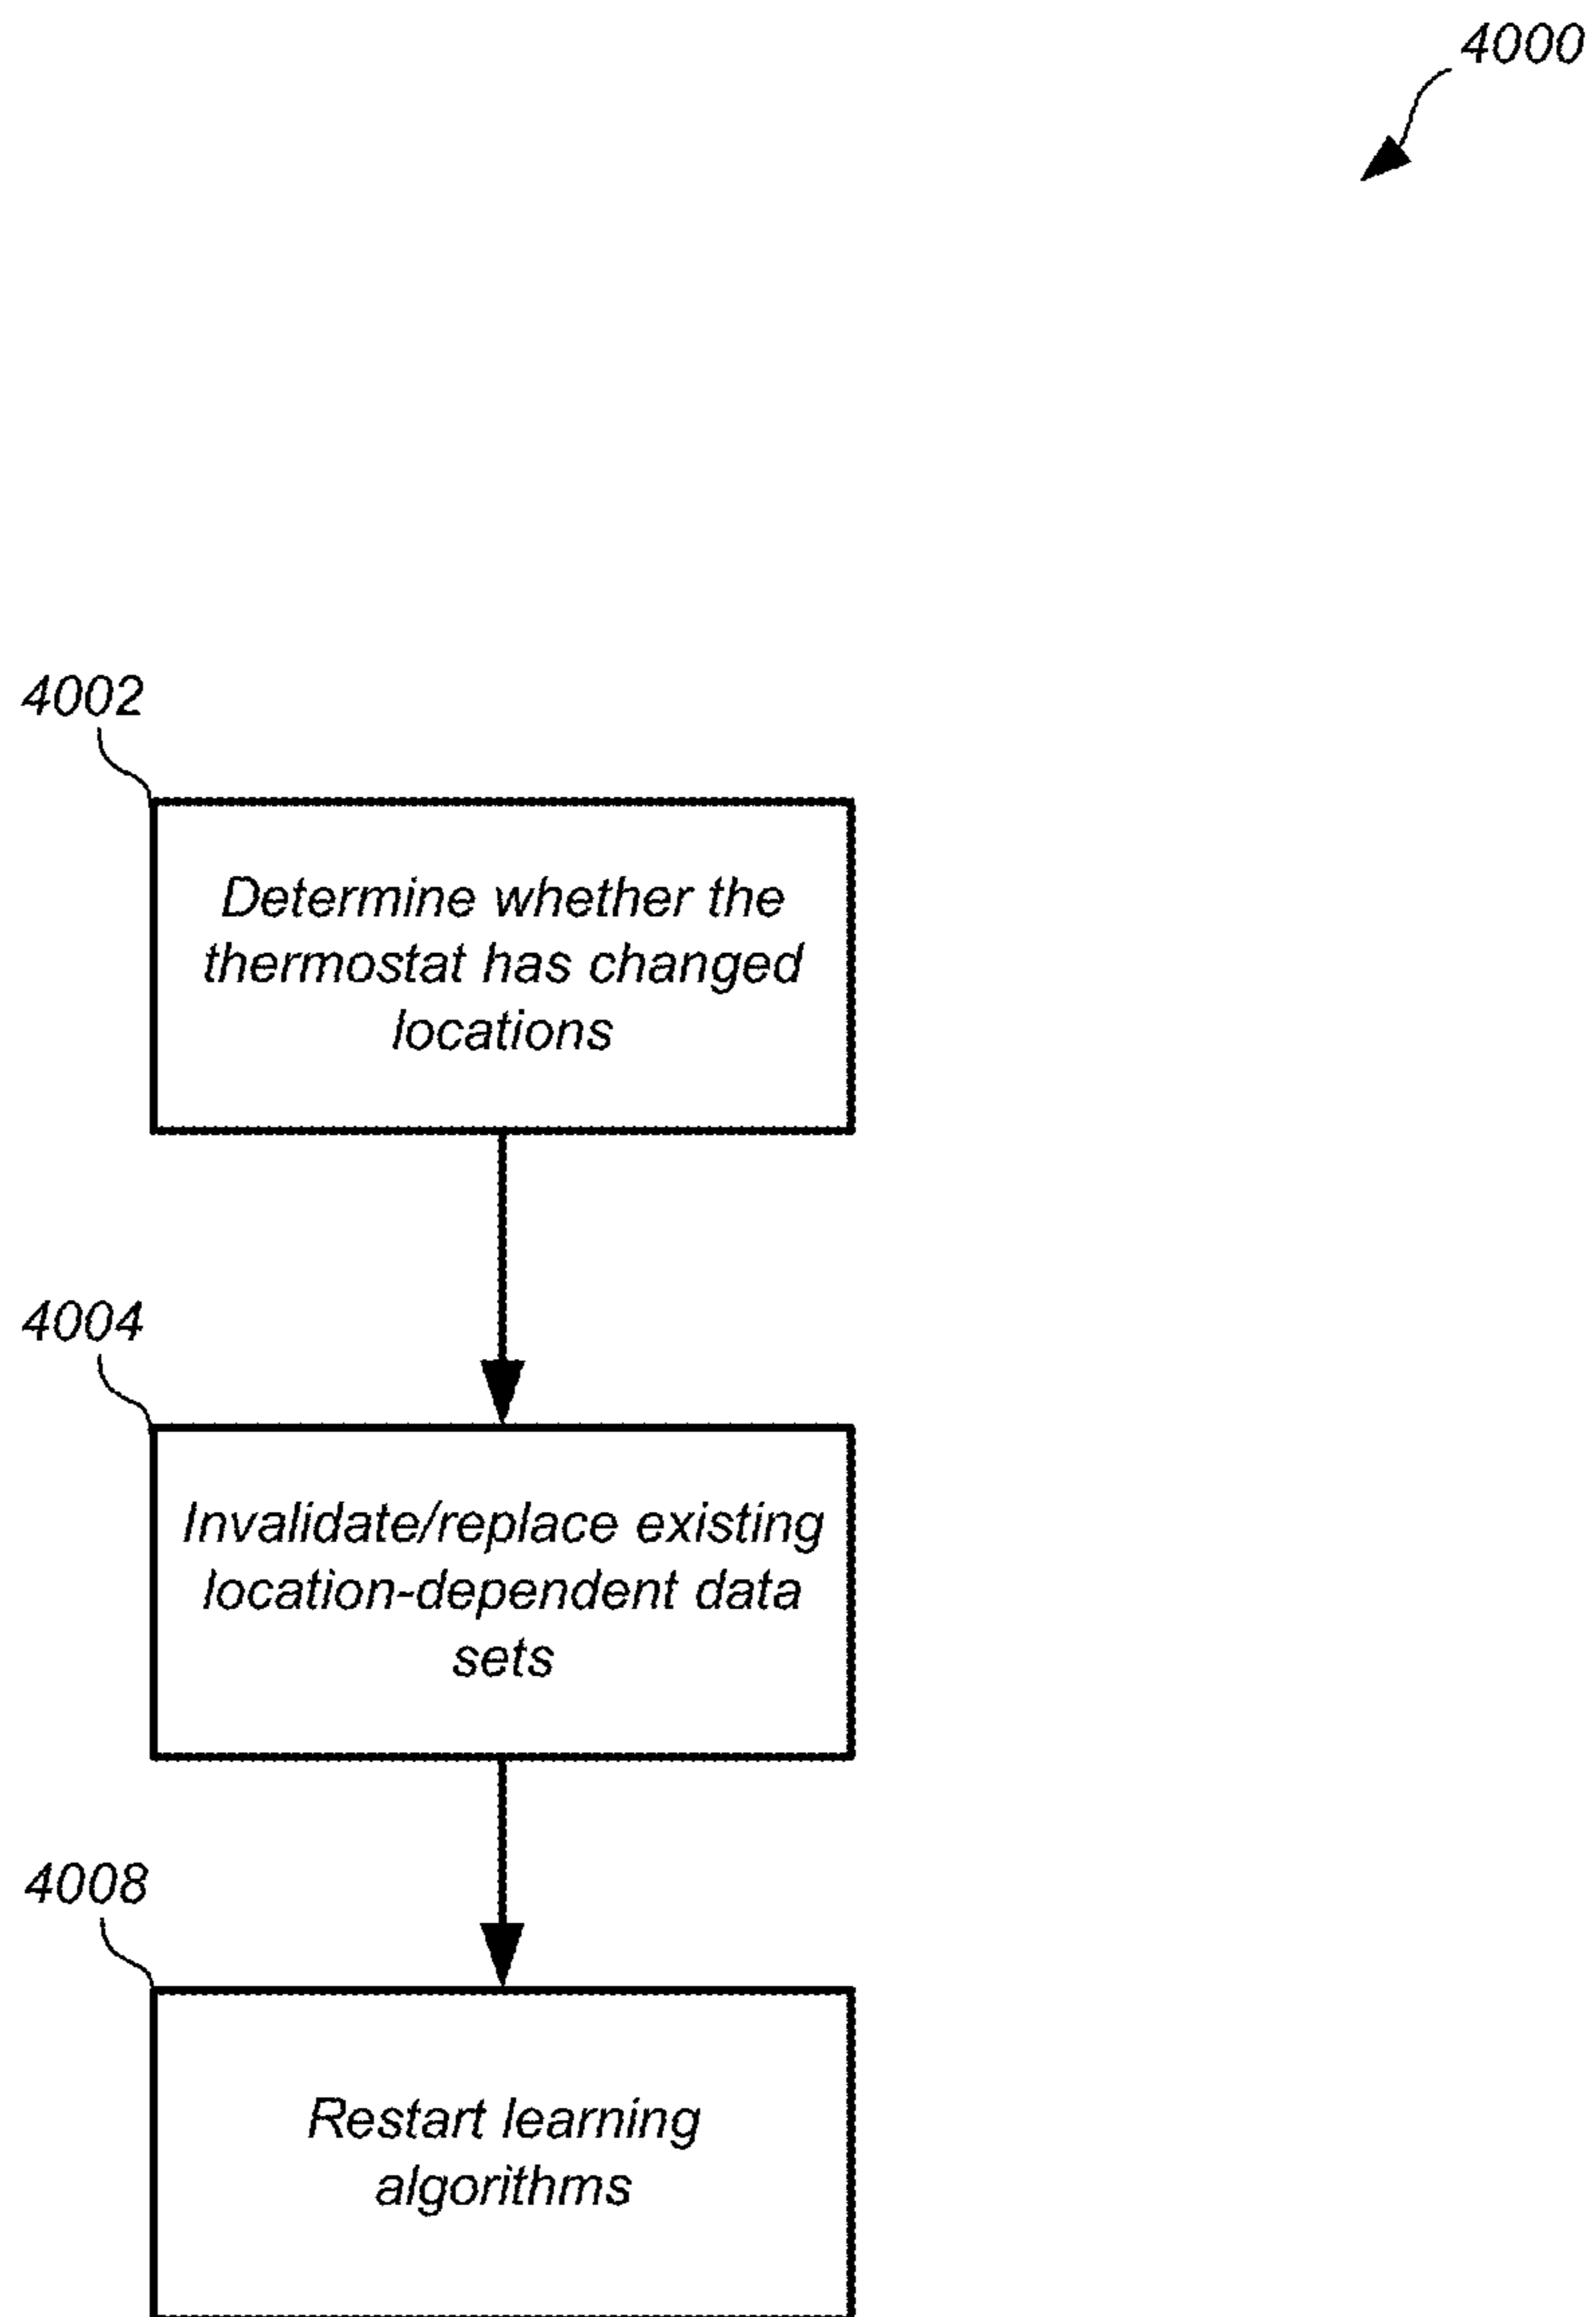 4000
4002
Determine whether the
thermostat has changed
locations
4004
Invalidate/replace existing
location-dependent data
sets
4008
Restart learning
algorithms